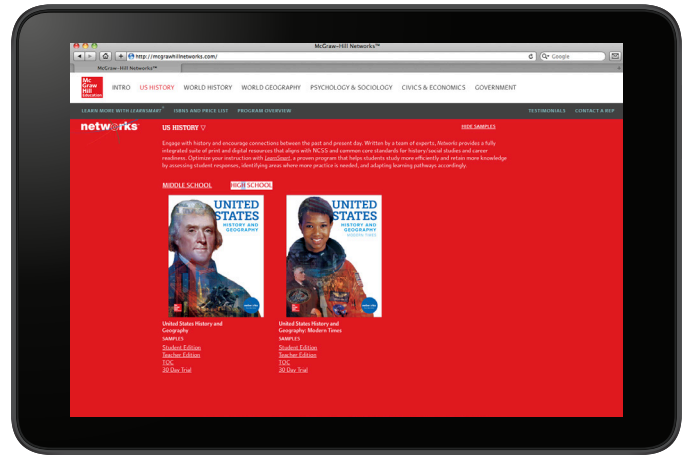 McGraw-Hill Networks™
http://mcgrawhillnetworks.com/
Google
McGraw-Hill Networks™
Mc
Graw
Hill
Education
INTRO US HISTORY WORLD HISTORY WORLD GEOGRAPHY PSYCHOLOGY & SOCIOLOGY CIVICS & ECONOMICS GOVERNMENT
LEARN MORE WITH LEARNSMART ISBNS AND PRICE LIST PROGRAM OVERVIEW TESTIMONIALS CONTACT A REP
netw@rks
US HISTORY ▽
HIDE SAMPLES
Engage with history and encourage connections between the past and present day. Written by a team of experts, Networks provides a fully
integrated suite of print and digital resources that aligns with NCSS and common core standards for history/social studies and career
readiness. Optimize your instruction with LearnSmart, a proven program that helps students study more efficiently and retain more knowledge
by assessing student responses, identifying areas where more practice is needed, and adapting learning pathways accordingly.
MIDDLE SCHOOL HIGH SCHOOL
UNITED
STATES
HISTORY AND
GEOGRAPHY
UNITED
STATES
HISTORY AND
GEOGRAPHY
MODERN TIMES
United States History and
Geography
SAMPLES
Student Edition
Teacher Edition
TOC
30 Day Trial
United States History and
Geography: Modern Times
SAMPLES
Student Edition
Teacher Edition
TOC
30 Day Trial